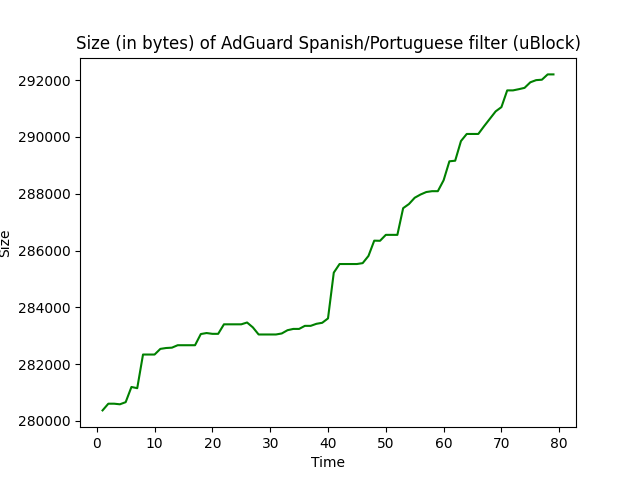 Size (in bytes) of AdGuard Spanish/Portuguese filter (uBlock)
292000
290000
288000
286000
284000
282000
280000
Size
0 10 20 30 40 50 60 70 80
Time